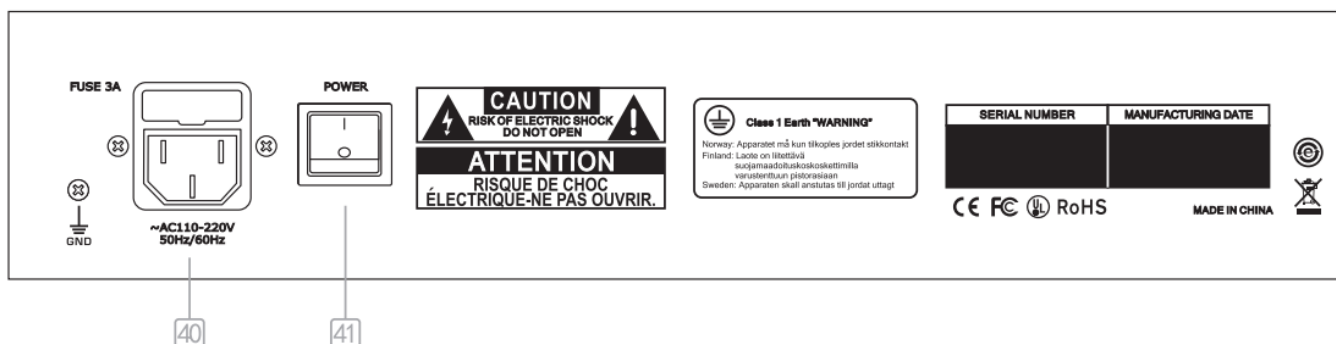 FUSE 3A
POWER
GND
~AC110-220V
50Hz/60Hz
CAUTION
RISK OF ELECTRIC SHOCK
DO NOT OPEN
ATTENTION
RISQUE DE CHOC
ÉLECTRIQUE-NE PAS OUVRIR.
Class 1 Earth "WARNING"
Norway: Apparatet må kun tilkoples jordet stikkontakt
Finland: Laote on liitettävä
suojamaadoituskoskoskettimilla
varustenttuun pistorasiaan
Sweden: Apparaten skall anstutas till jordat uttagt
SERIAL NUMBER MANUFACTURING DATE
CE FC UL RoHS
MADE IN CHINA
e
40 41